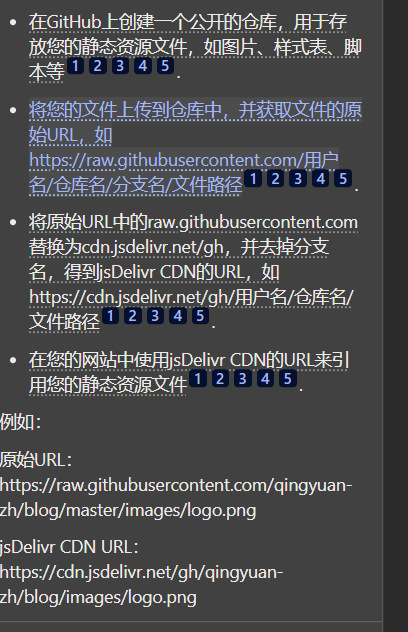 在GitHub上创建一个公开的仓库，用于存
放您的静态资源文件，如图片、样式表、脚
本等 1 2 3 4 5 .
将您的文件上传到仓库中，并获取文件的原
始URL，如
https://raw.githubusercontent.com/用户
名/仓库名/分支名/文件路径 1 2 3 4 5 .
将原始URL中的raw.githubusercontent.com
替换为cdn.jsdelivr.net/gh，并去掉分支
名，得到jsDelivr CDN的URL，如
https://cdn.jsdelivr.net/gh/用户名/仓库名/
文件路径 1 2 3 4 5 .
在您的网站中使用jsDelivr CDN的URL来引
用您的静态资源文件 1 2 3 4 5 .
例如：
原始URL：
https://raw.githubusercontent.com/qingyuan-
zh/blog/master/images/logo.png
jsDelivr CDN URL：
https://cdn.jsdelivr.net/gh/qingyuan-
zh/blog/images/logo.png